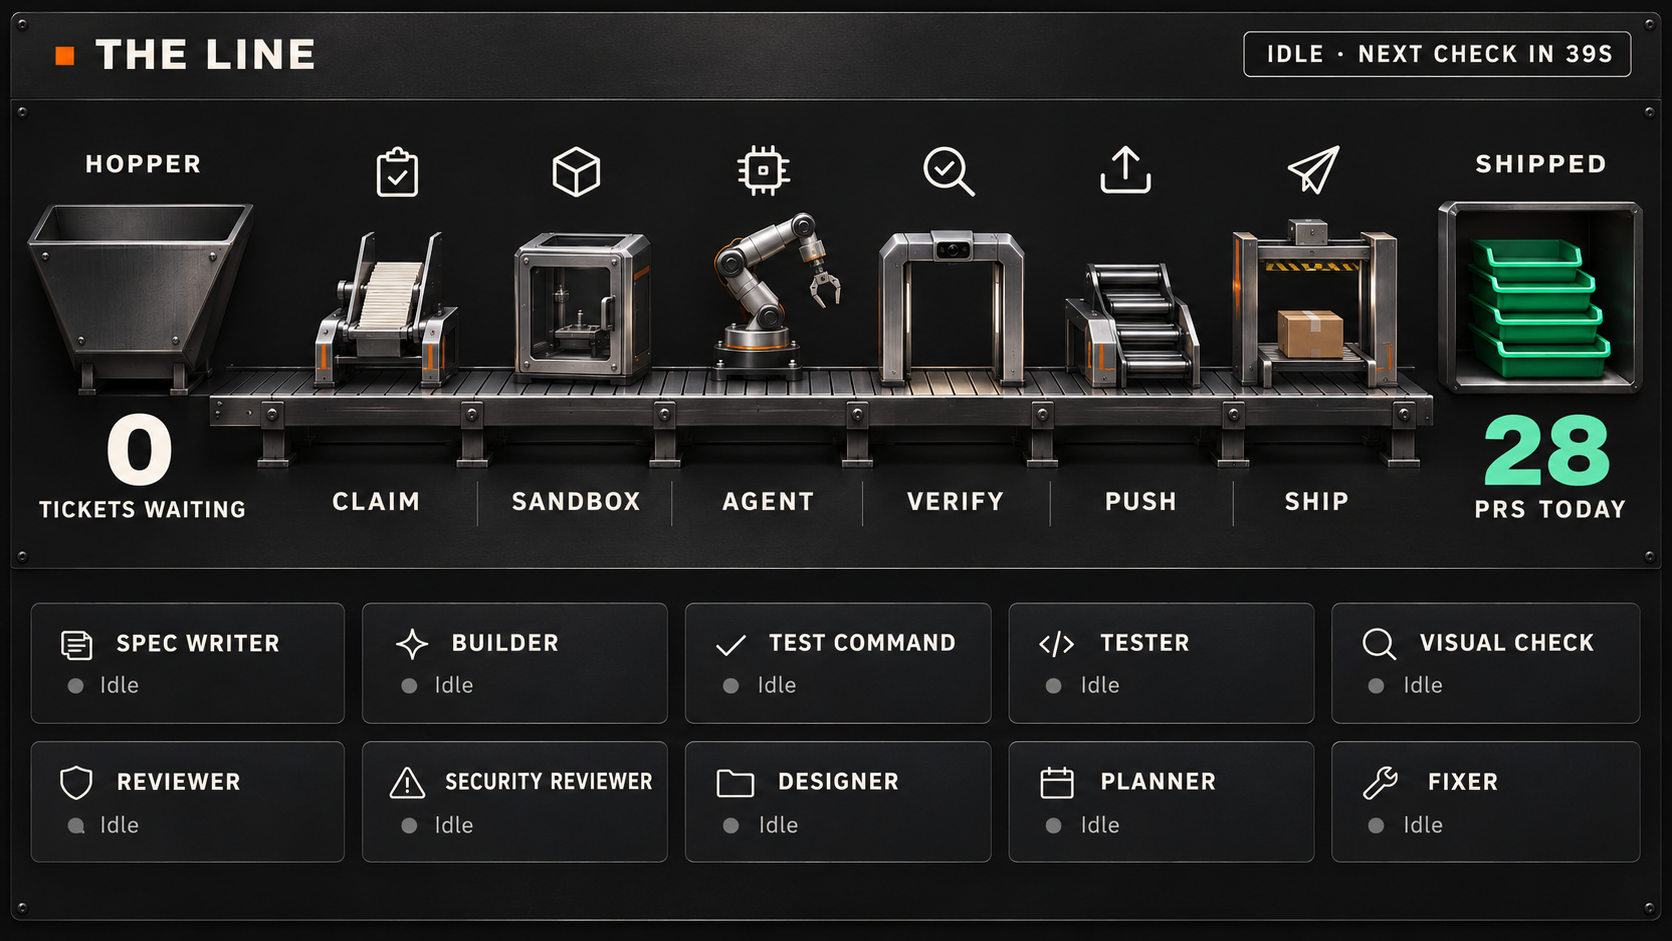 THE LINE
IDLE · NEXT CHECK IN 39S
HOPPER
SHIPPED
0
TICKETS WAITING
CLAIM
SANDBOX
AGENT
VERIFY
PUSH
SHIP
28
PRS TODAY
SPEC WRITER
Idle
BUILDER
Idle
TEST COMMAND
Idle
TESTER
Idle
VISUAL CHECK
Idle
REVIEWER
Idle
SECURITY REVIEWER
Idle
DESIGNER
Idle
PLANNER
Idle
FIXER
Idle